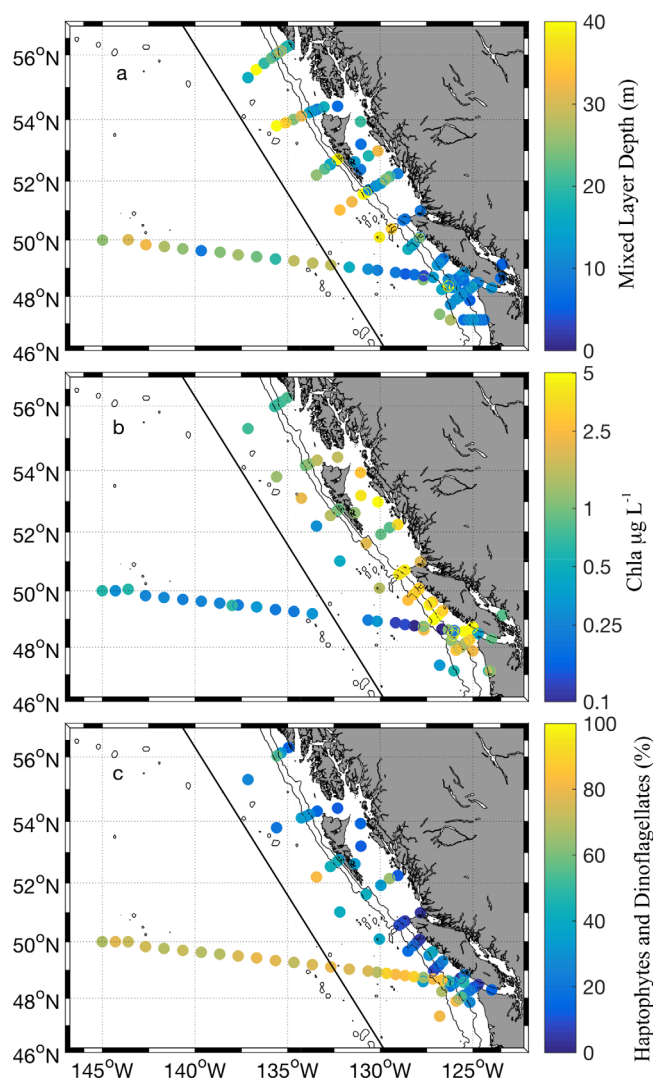 a
56°N
54°N
52°N
50°N
48°N
46°N
40
30
20
10
0
Mixed Layer Depth (m)
b
56°N
54°N
52°N
50°N
48°N
46°N
5
2.5
1
0.5
0.25
0.1
Chla µg L⁻¹
c
56°N
54°N
52°N
50°N
48°N
46°N
100
80
60
40
20
0
Haptophytes and Dinoflagellates (%)
145°W 140°W 135°W 130°W 125°W